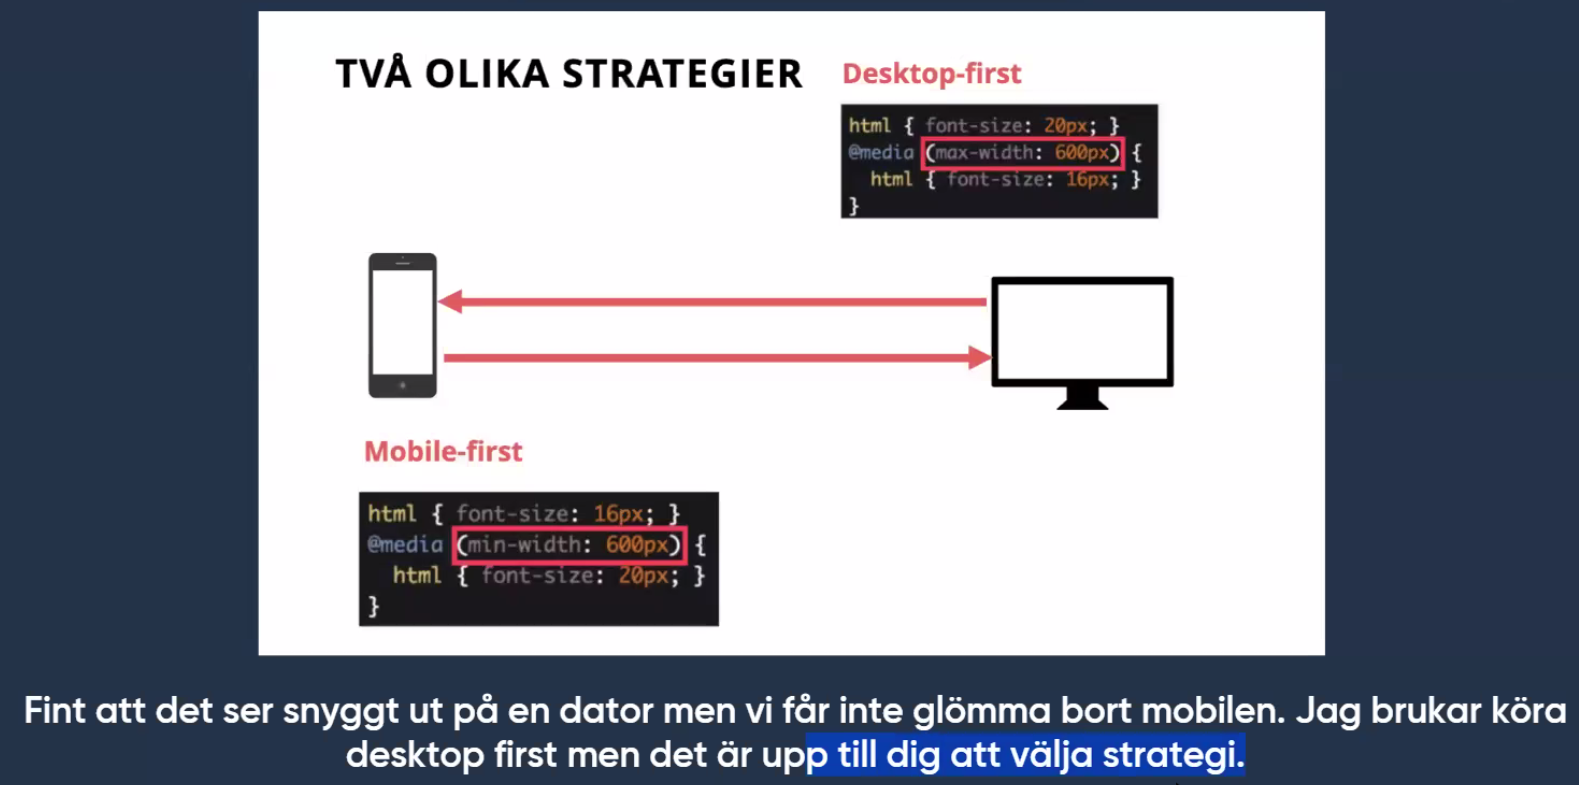 TVÅ OLIKA STRATEGIER
Desktop-first
html { font-size: 20px; }
@media (max-width: 600px) {
html { font-size: 16px; }
}
Mobile-first
html { font-size: 16px; }
@media (min-width: 600px) {
html { font-size: 20px; }
}
Fint att det ser snyggt ut på en dator men vi får inte glömma bort mobilen. Jag brukar köra
desktop first men det är upp till dig att välja strategi.